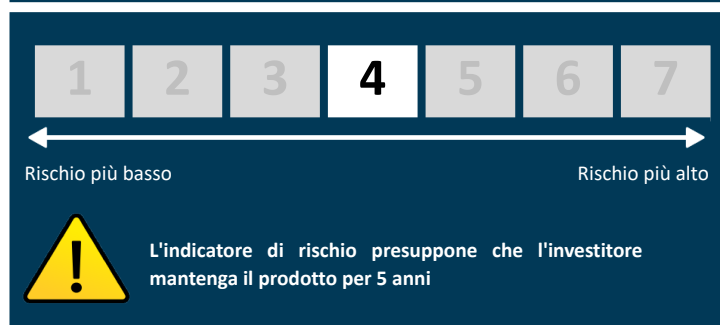 1 2 3 4 5 6 7
Rischio più basso Rischio più alto
L'indicatore di rischio presuppone che l'investitore
mantenga il prodotto per 5 anni